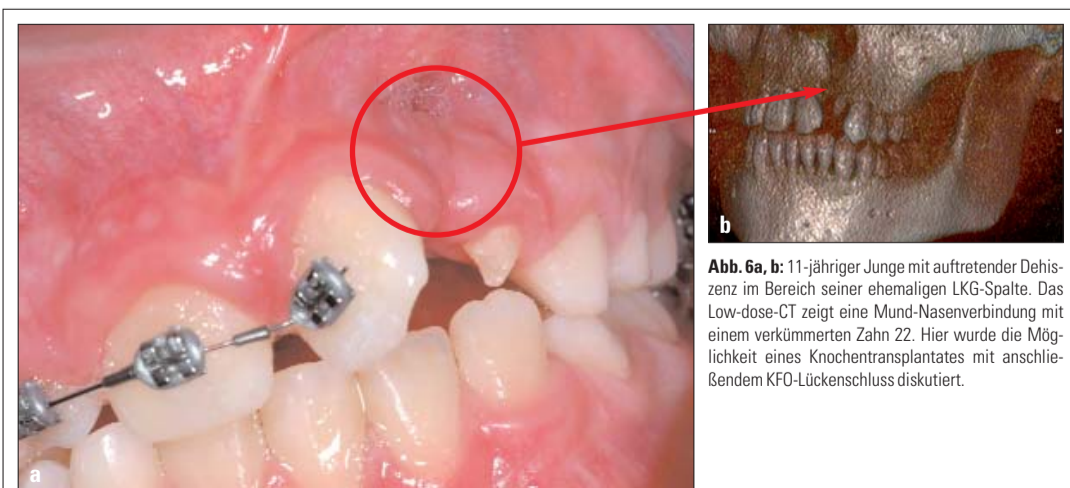 a
b
Abb. 6a, b: 11-jähriger Junge mit auftretender Dehis-
zenz im Bereich seiner ehemaligen LKG-Spalte. Das
Low-dose-CT zeigt eine Mund-Nasenverbindung mit
einem verkümmerten Zahn 22. Hier wurde die Mög-
lichkeit eines Knochentransplantates mit anschlie-
ßendem KFO-Lückenschluss diskutiert.